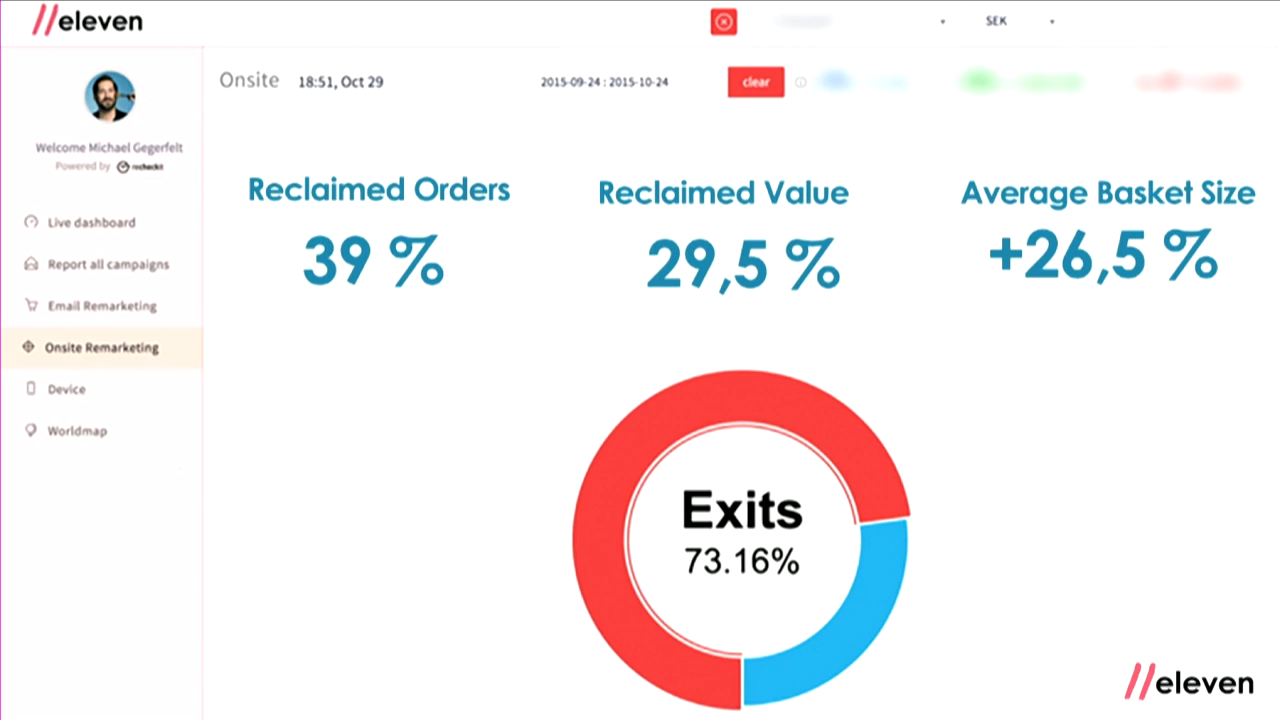 //eleven
SEK
Onsite 18:51, Oct 29 2015-09-24 : 2015-10-24 clear
Welcome Michael Gegerfelt
Powered by recheckit
Live dashboard
Report all campaigns
Email Remarketing
Onsite Remarketing
Device
Worldmap
Reclaimed Orders
39 %
Reclaimed Value
29,5 %
Average Basket Size
+26,5 %
Exits
73.16%
//eleven